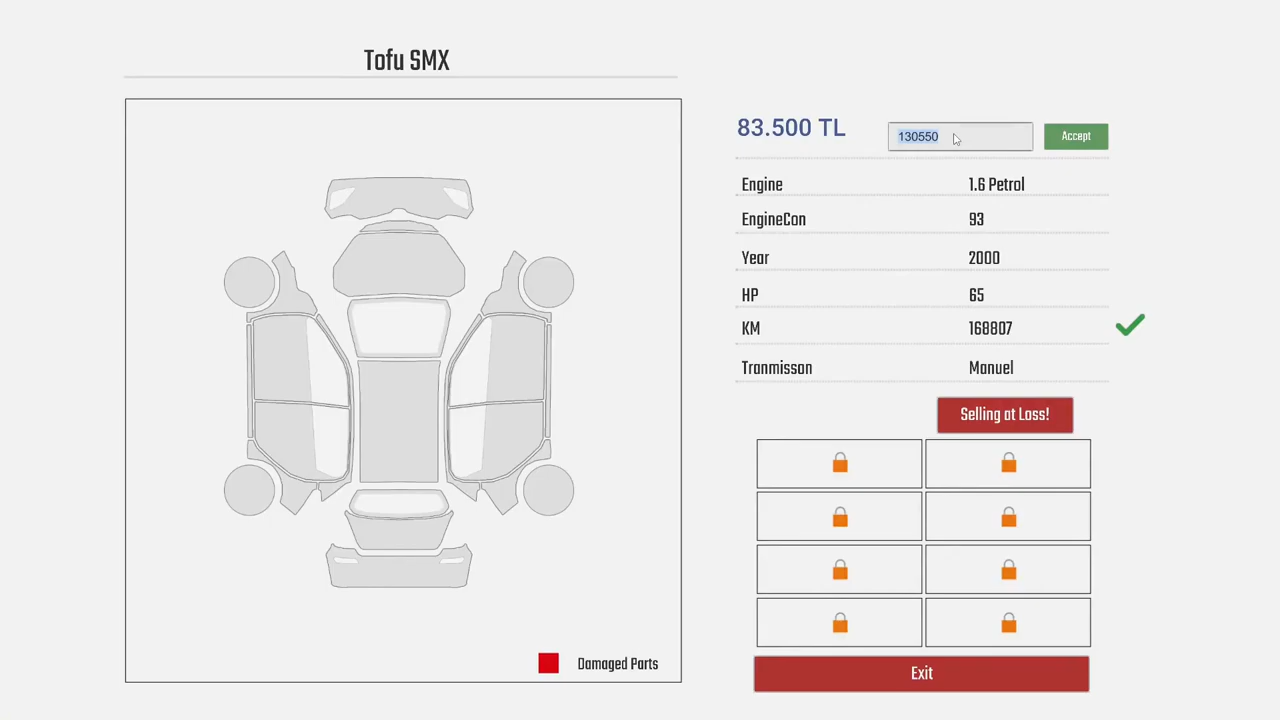 Tofu SMX
83.500 TL
130550
Accept
Engine 1.6 Petrol
EngineCon 93
Year 2000
HP 65
KM 168807
Tranmisson Manuel
Selling at Loss!
Damaged Parts
Exit